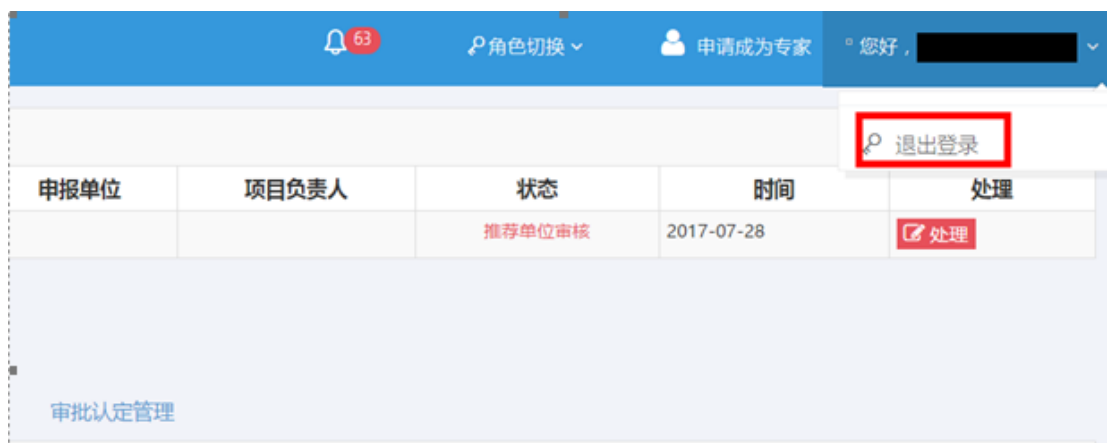 63 角色切换 申请成为专家 您好，
退出登录
申报单位 项目负责人 状态 时间 处理
推荐单位审核 2017-07-28 处理
审批认定管理